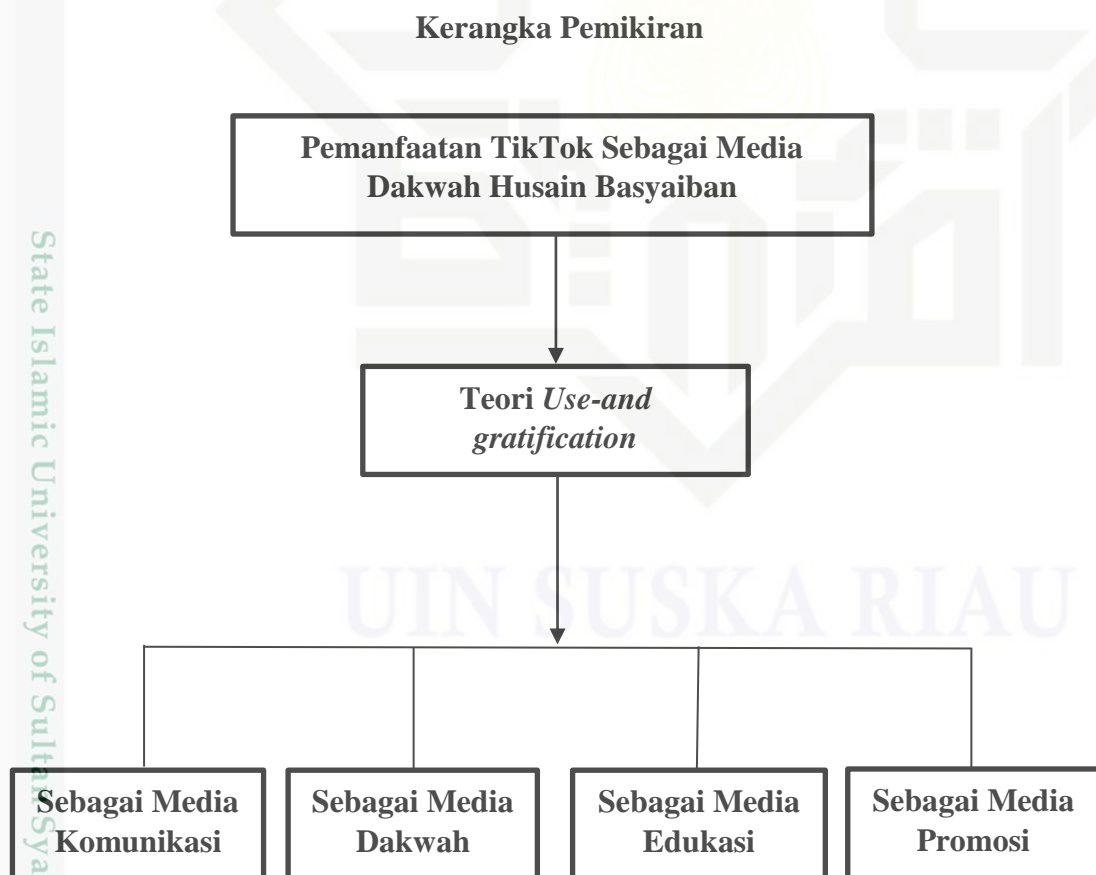 Kerangka Pemikiran
Pemanfaatan TikTok Sebagai Media
Dakwah Husain Basyaiban
Teori Use-and
gratification
UIN SUSKA RIAU
Sebagai Media
Komunikasi
Sebagai Media
Dakwah
Sebagai Media
Edukasi
Sebagai Media
Promosi
State Islamic University of Sultan Sya